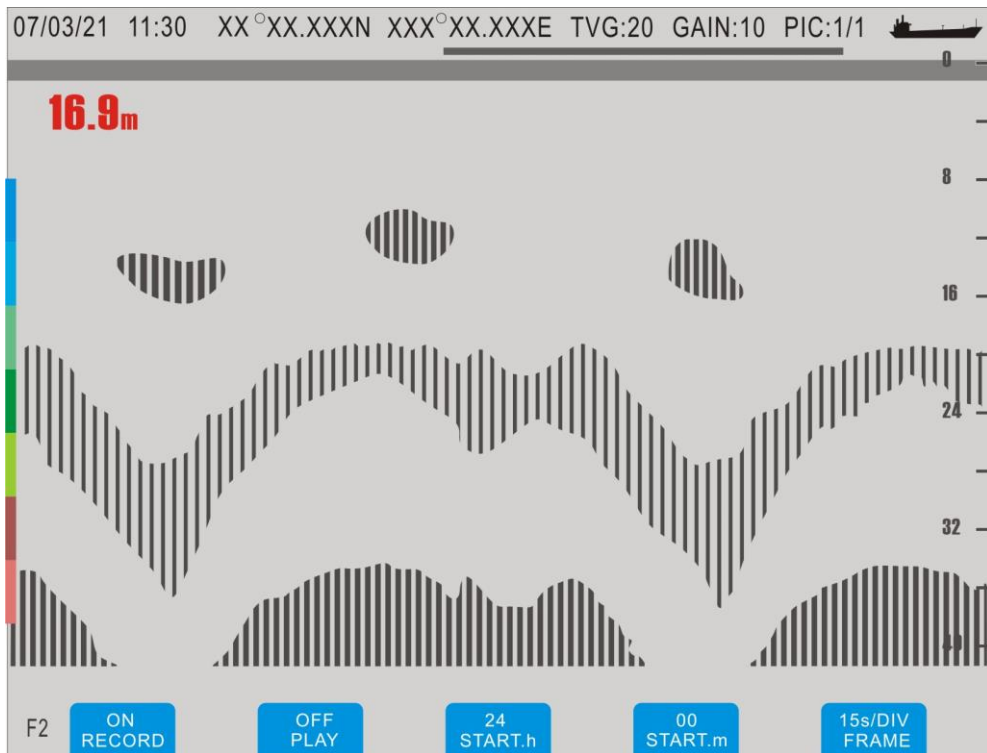 07/03/21 11:30 XX°XX.XXXN XXX°XX.XXXE TVG:20 GAIN:10 PIC:1/1
0
16.9m
8
16
24
32
40
F2
ON
RECORD
OFF
PLAY
24
START.h
00
START.m
15s/DIV
FRAME